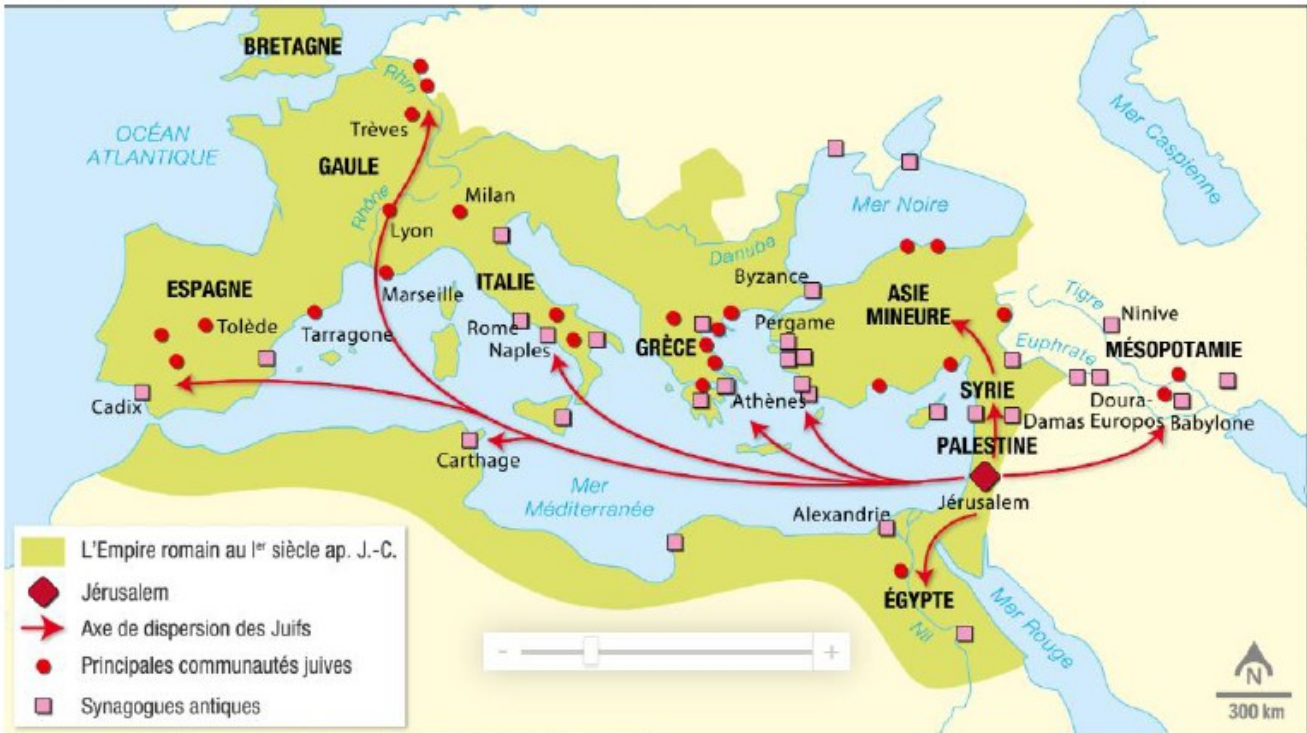 BRETAGNE
Rhin
OCÉAN
ATLANTIQUE
Trèves
GAULE
Mer Caspienne
Rhône
Milan
Lyon
Mer Noire
Danube
Byzance
ITALIE
ESPAGNE
Marseille
ASIE
MINEURE
Tigre
Ninive
Tolède
Tarragone
Rome
Naples
Pergame
GRÈCE
Euphrate
MÉSOPOTAMIE
SYRIE
Cadix
Athènes
Doura-
Damas
Europos
Babylone
PALESTINE
Carthage
Mer
Méditerranée
Jérusalem
Alexandrie
ÉGYPTE
Nil
Mer Rouge
L'Empire romain au Ier siècle ap. J.-C.
Jérusalem
Axe de dispersion des Juifs
Principales communautés juives
Synagogues antiques
- +
N
300 km